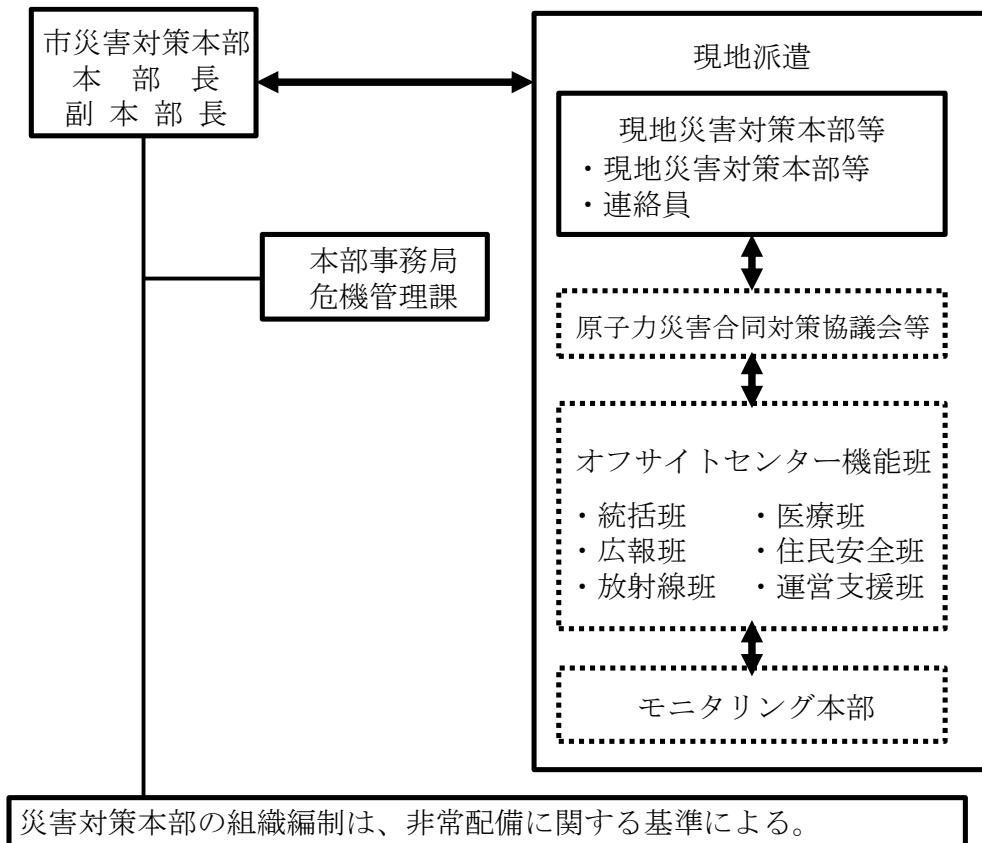 市災害対策本部
本 部 長
副 本 部 長
本部事務局
危機管理課
現地派遣
現地災害対策本部等
・現地災害対策本部等
・連絡員
原子力災害合同対策協議会等
オフサイトセンター機能班
・統括班 ・医療班
・広報班 ・住民安全班
・放射線班 ・運営支援班
モニタリング本部
災害対策本部の組織編制は、非常配備に関する基準による。